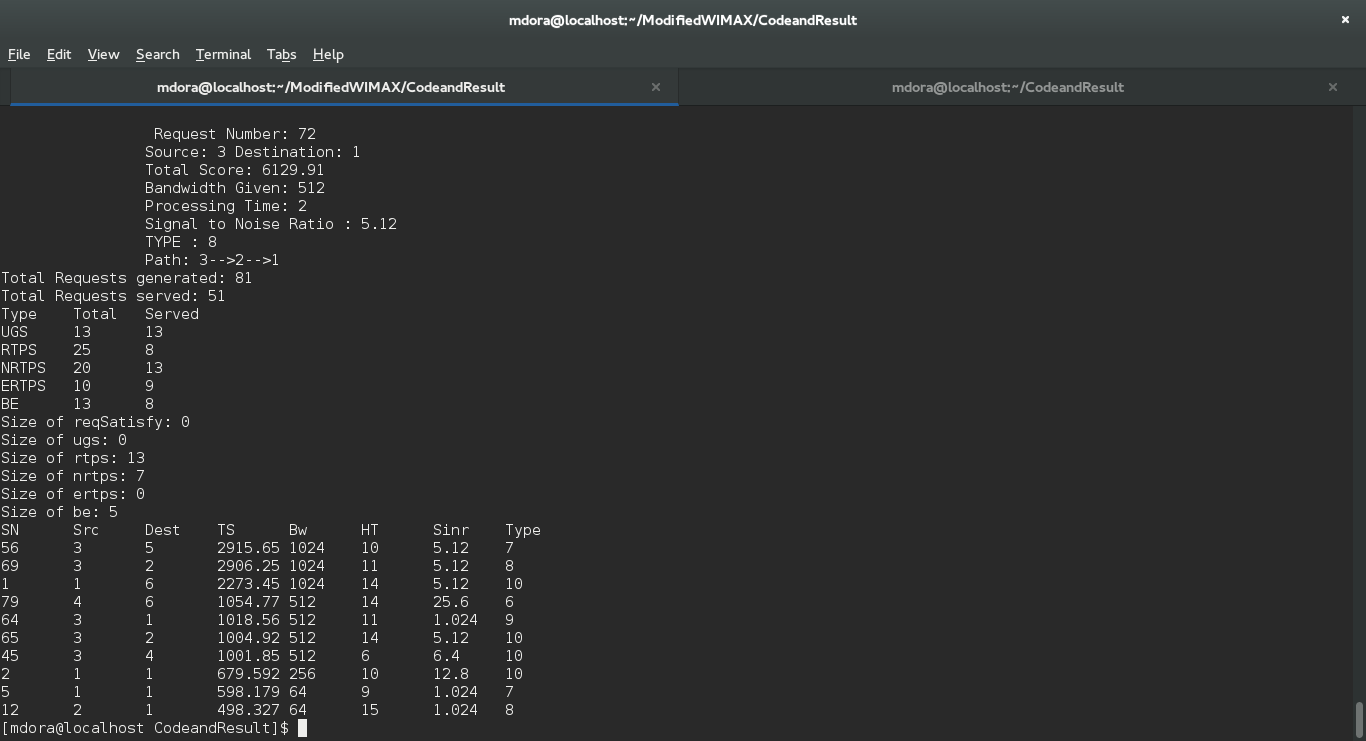 mdora@localhost:~/ModifiedWIMAX/CodeandResult ×
File Edit View Search Terminal Tabs Help
mdora@localhost:~/ModifiedWIMAX/CodeandResult × mdora@localhost:~/CodeandResult ×
Request Number: 72
Source: 3 Destination: 1
Total Score: 6129.91
Bandwidth Given: 512
Processing Time: 2
Signal to Noise Ratio : 5.12
TYPE : 8
Path: 3-->2-->1
Total Requests generated: 81
Total Requests served: 51
Type Total Served
UGS 13 13
RTPS 25 8
NRTPS 20 13
ERTPS 10 9
BE 13 8
Size of reqSatisfy: 0
Size of ugs: 0
Size of rtps: 13
Size of nrtps: 7
Size of ertps: 0
Size of be: 5
SN Src Dest TS Bw HT Sinr Type
56 3 5 2915.65 1024 10 5.12 7
69 3 2 2906.25 1024 11 5.12 8
1 1 6 2273.45 1024 14 5.12 10
79 4 6 1054.77 512 14 25.6 6
64 3 1 1018.56 512 11 1.024 9
65 3 2 1004.92 512 14 5.12 10
45 3 4 1001.85 512 6 6.4 10
2 1 1 679.592 256 10 12.8 10
5 1 1 598.179 64 9 1.024 7
12 2 1 498.327 64 15 1.024 8
[mdora@localhost CodeandResult]$